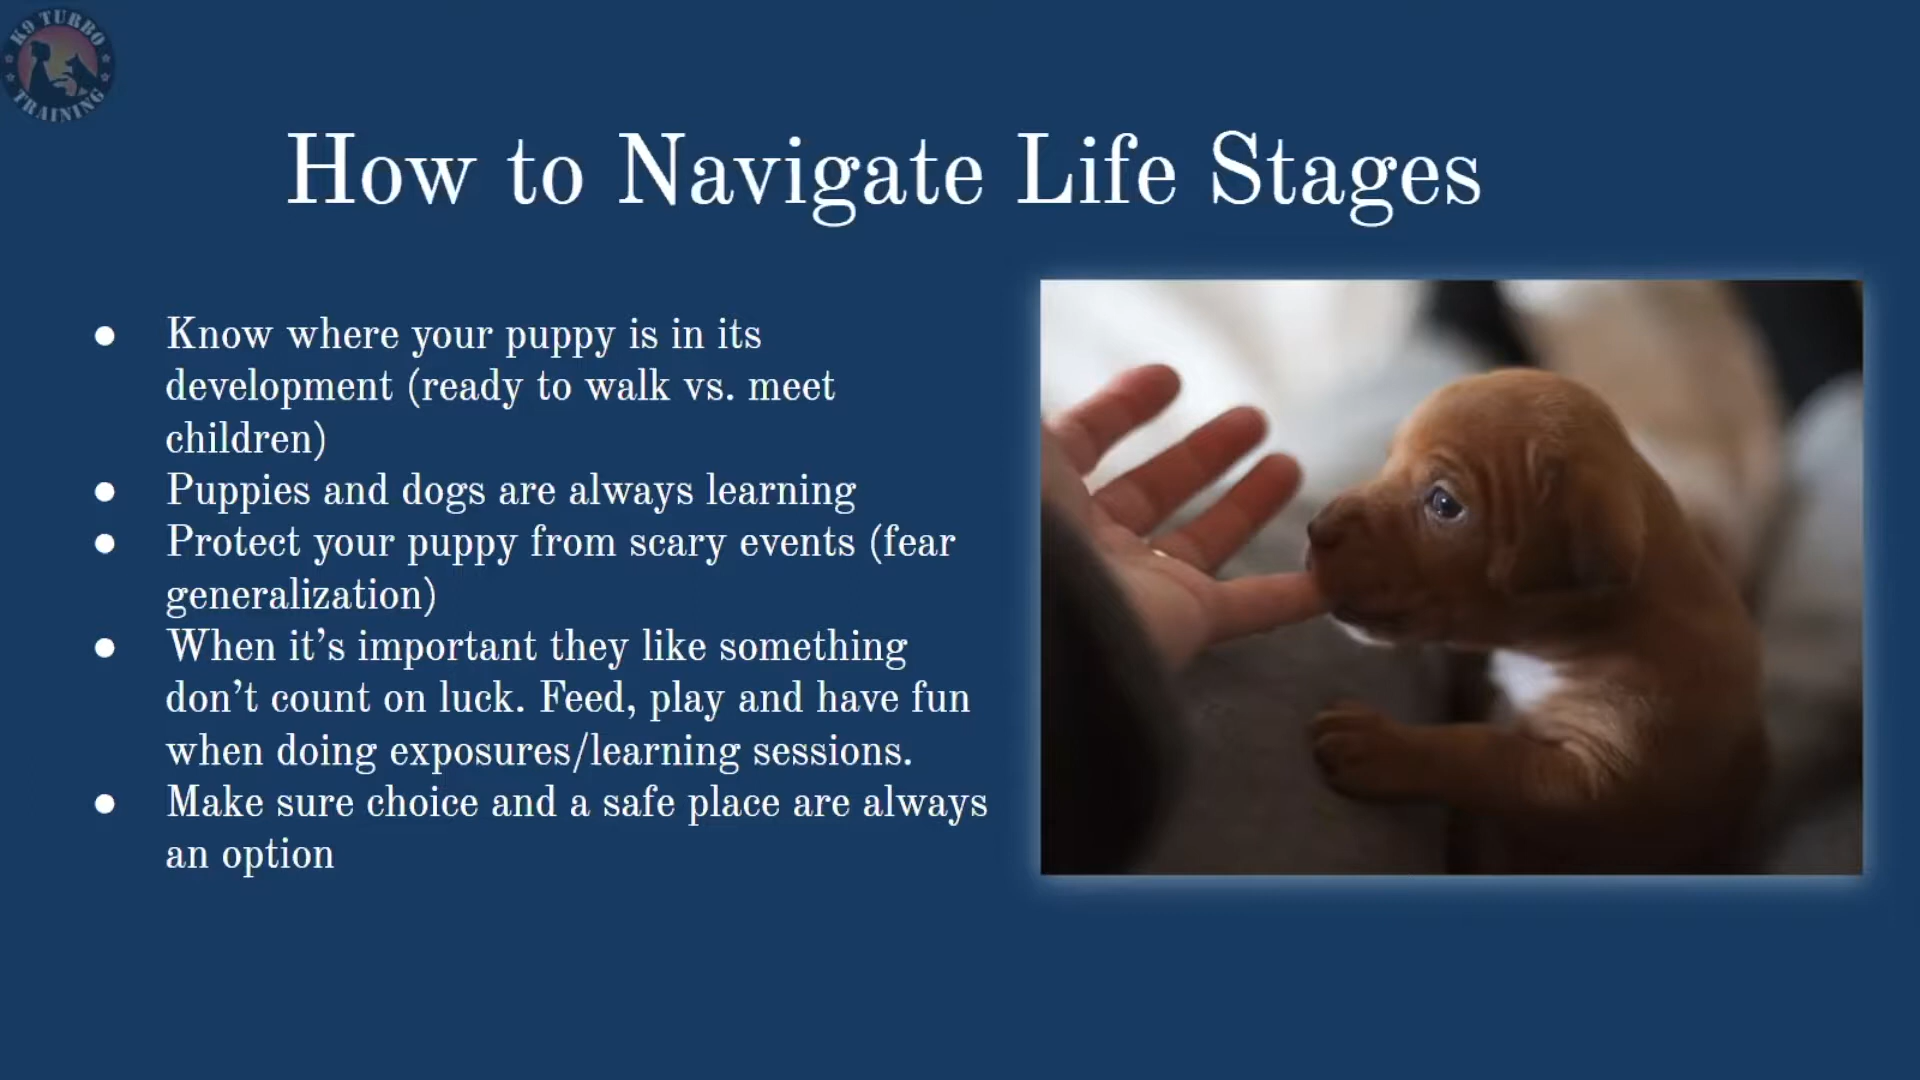 K9 TURBO
TRAINING
How to Navigate Life Stages
● Know where your puppy is in its
development (ready to walk vs. meet
children)
● Puppies and dogs are always learning
● Protect your puppy from scary events (fear
generalization)
● When it’s important they like something
don’t count on luck. Feed, play and have fun
when doing exposures/learning sessions.
● Make sure choice and a safe place are always
an option